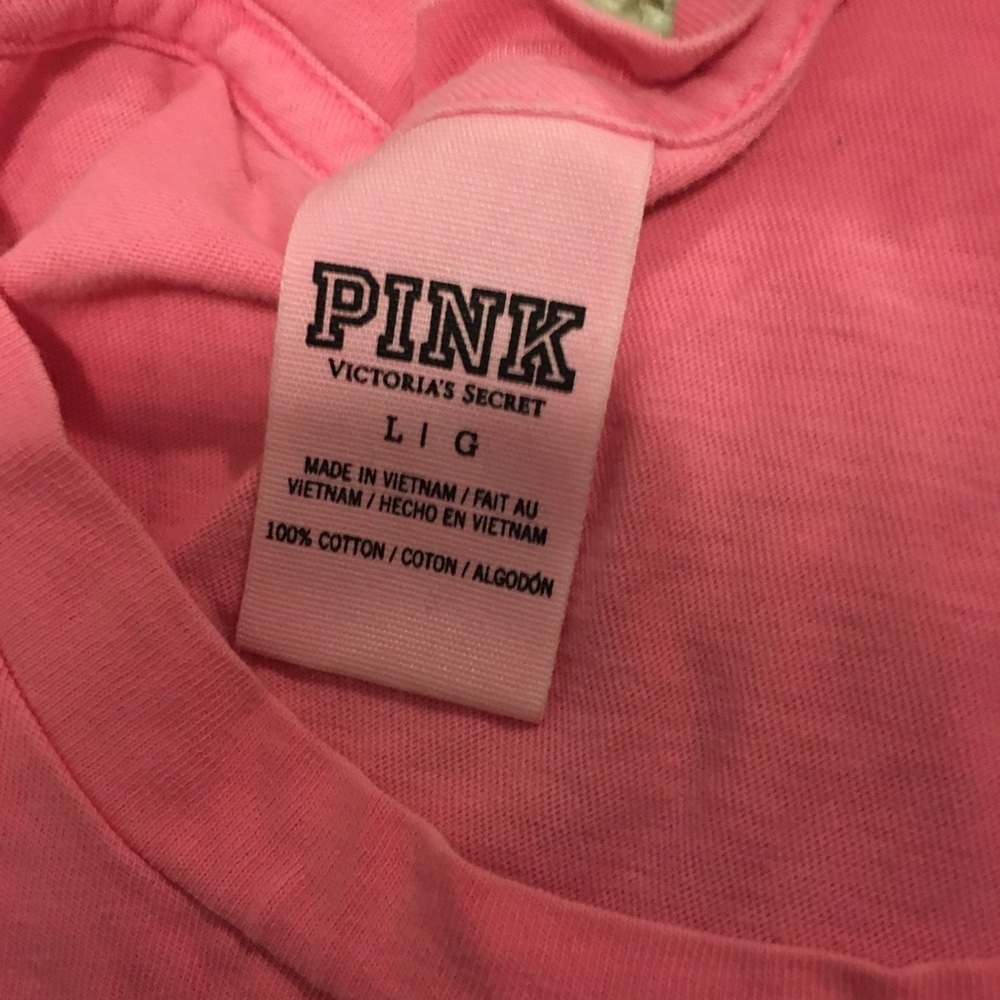 PINK
VICTORIA'S SECRET
L | G
MADE IN VIETNAM / FAIT AU
VIETNAM / HECHO EN VIETNAM
100% COTTON / COTON / ALGODÓN